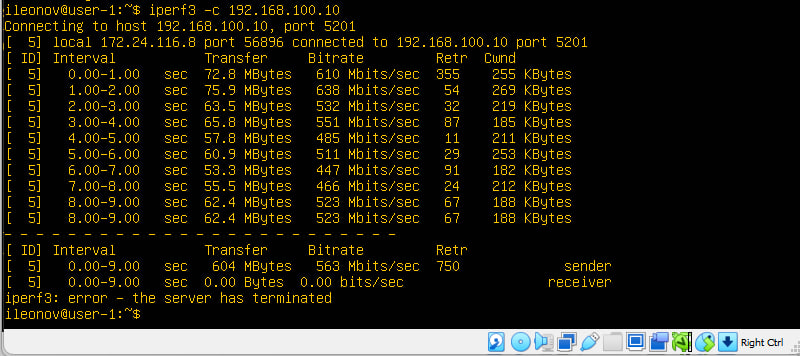 ileonov@user-1:~$ iperf3 -c 192.168.100.10
Connecting to host 192.168.100.10, port 5201
[  5] local 172.24.116.8 port 56896 connected to 192.168.100.10 port 5201
[ ID] Interval           Transfer     Bitrate         Retr  Cwnd
[  5]   0.00-1.00   sec  72.8 MBytes   610 Mbits/sec  355    255 KBytes
[  5]   1.00-2.00   sec  75.9 MBytes   638 Mbits/sec   54    269 KBytes
[  5]   2.00-3.00   sec  63.5 MBytes   532 Mbits/sec   32    219 KBytes
[  5]   3.00-4.00   sec  65.8 MBytes   551 Mbits/sec   87    185 KBytes
[  5]   4.00-5.00   sec  57.8 MBytes   485 Mbits/sec   11    211 KBytes
[  5]   5.00-6.00   sec  60.9 MBytes   511 Mbits/sec   29    253 KBytes
[  5]   6.00-7.00   sec  53.3 MBytes   447 Mbits/sec   91    182 KBytes
[  5]   7.00-8.00   sec  55.5 MBytes   466 Mbits/sec   24    212 KBytes
[  5]   8.00-9.00   sec  62.4 MBytes   523 Mbits/sec   67    188 KBytes
[  5]   8.00-9.00   sec  62.4 MBytes   523 Mbits/sec   67    188 KBytes
- - - - - - - - - - - - - - - - - - - - - - - - -
[ ID] Interval           Transfer     Bitrate         Retr
[  5]   0.00-9.00   sec   604 MBytes   563 Mbits/sec  750             sender
[  5]   0.00-9.00   sec  0.00 Bytes  0.00 bits/sec                  receiver
iperf3: error - the server has terminated
ileonov@user-1:~$
Right Ctrl